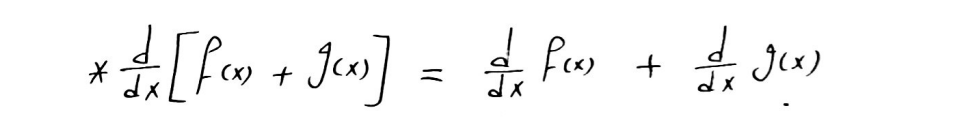 * d/dx [f(x) + g(x)] = d/dx f(x) + d/dx g(x)